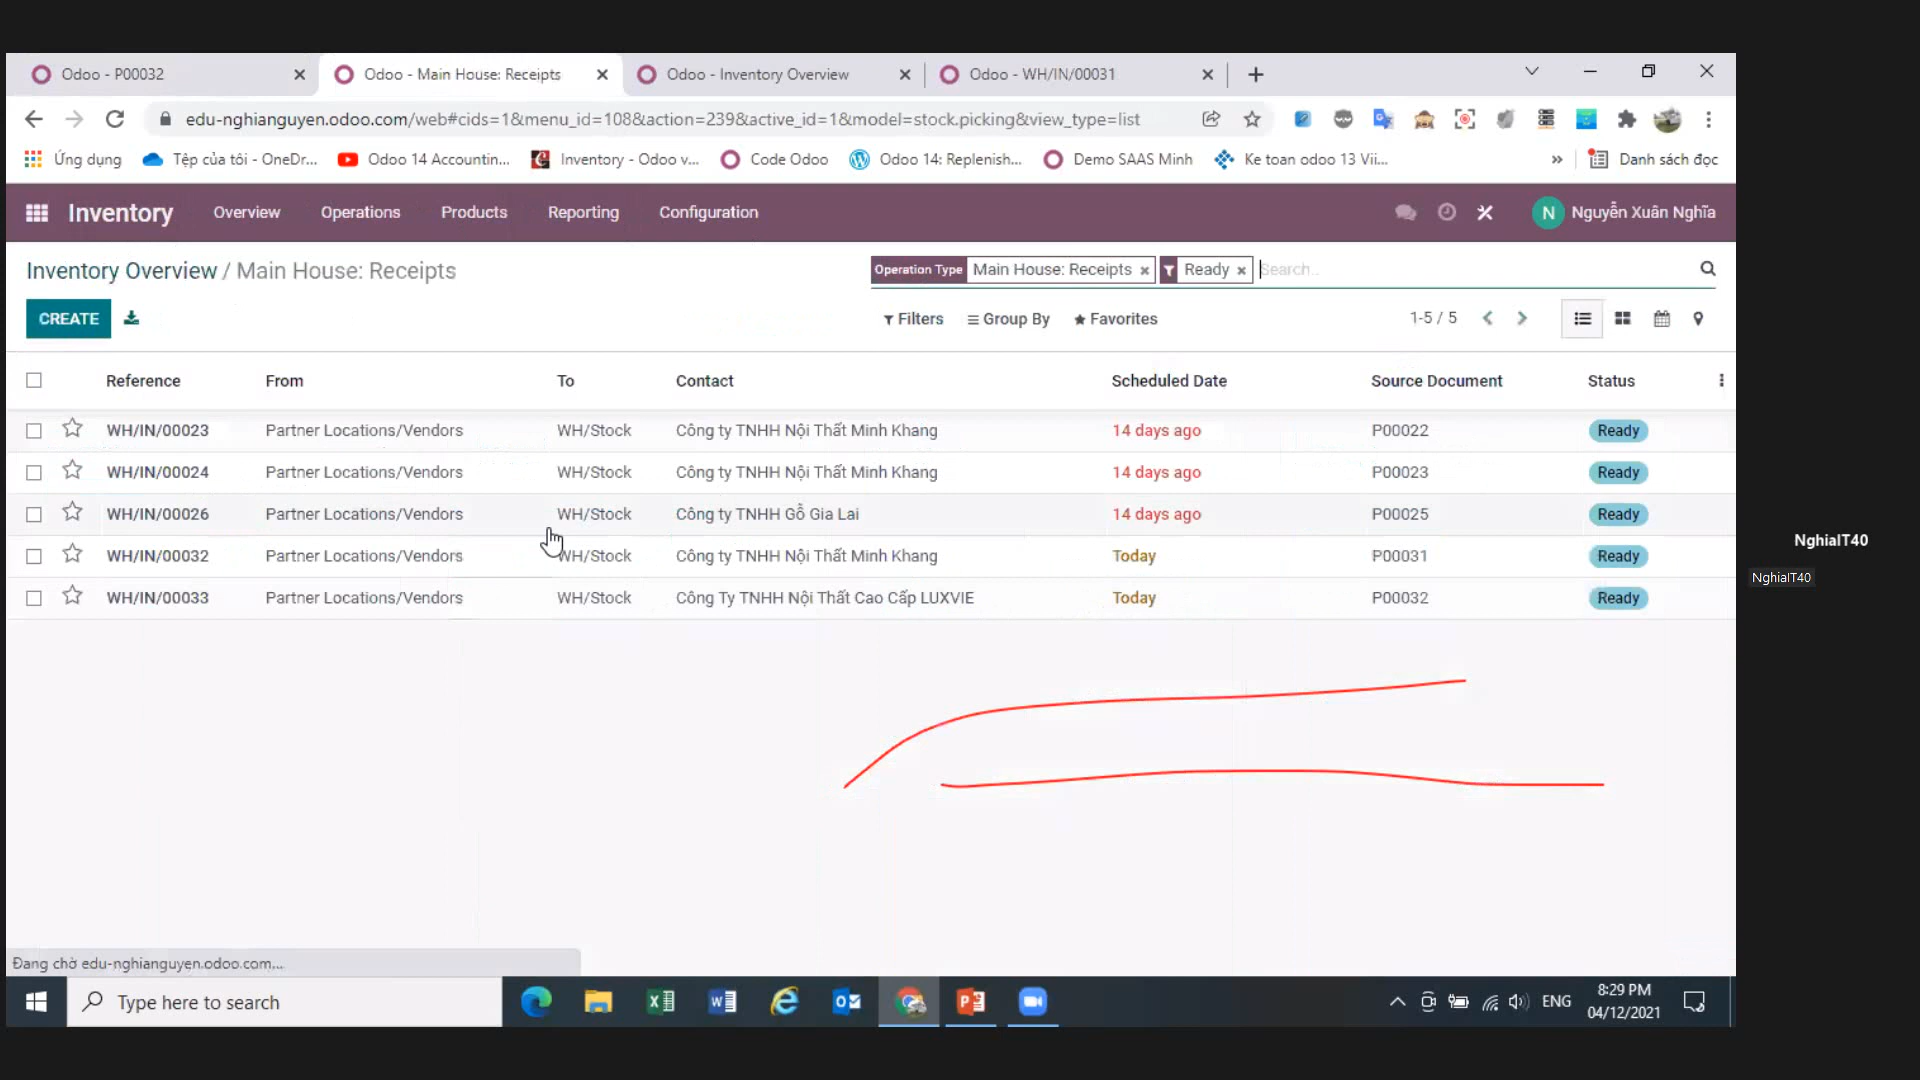 Odoo - P00032
Odoo - Main House: Receipts
Odoo - Inventory Overview
Odoo - WH/IN/00031
edu-nghianguyen.odoo.com/web#cids=1&menu_id=108&action=239&active_id=1&model=stock.picking&view_type=list
Ứng dụng
Tệp của tôi - OneDr...
Odoo 14 Accountin...
Inventory - Odoo v...
Code Odoo
Odoo 14: Replenish...
Demo SAAS Minh
Ke toan odoo 13 Vii...
»
Danh sách đọc
Inventory Overview Operations Products Reporting Configuration
N Nguyễn Xuân Nghĩa
Inventory Overview / Main House: Receipts
Operation Type Main House: Receipts × Ready × Search...
CREATE
Filters Group By Favorites 1-5 / 5
Reference From To Contact Scheduled Date Source Document Status
WH/IN/00023 Partner Locations/Vendors WH/Stock Công ty TNHH Nội Thất Minh Khang 14 days ago P00022 Ready
WH/IN/00024 Partner Locations/Vendors WH/Stock Công ty TNHH Nội Thất Minh Khang 14 days ago P00023 Ready
WH/IN/00026 Partner Locations/Vendors WH/Stock Công ty TNHH Gỗ Gia Lai 14 days ago P00025 Ready
WH/IN/00032 Partner Locations/Vendors WH/Stock Công ty TNHH Nội Thất Minh Khang Today P00031 Ready
WH/IN/00033 Partner Locations/Vendors WH/Stock Công Ty TNHH Nội Thất Cao Cấp LUXVIE Today P00032 Ready
NghiaIT40
NghiaIT40
Đang chờ edu-nghianguyen.odoo.com...
Type here to search
ENG
8:29 PM
04/12/2021